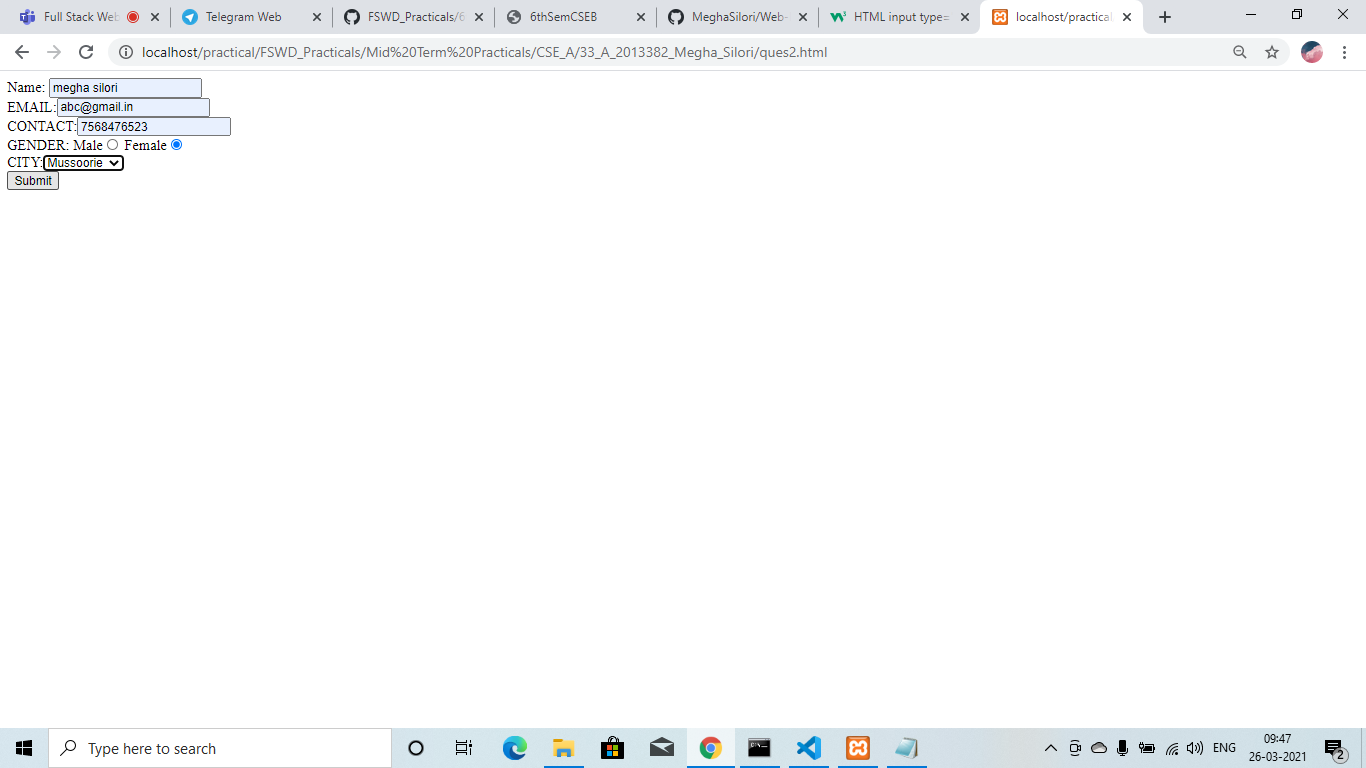 Full Stack Web
Telegram Web
FSWD_Practicals/6
6thSemCSEB
MeghaSilori/Web-
HTML input type=
localhost/practical
localhost/practical/FSWD_Practicals/Mid%20Term%20Practicals/CSE_A/33_A_2013382_Megha_Silori/ques2.html
Name: megha silori
EMAIL: abc@gmail.in
CONTACT: 7568476523
GENDER: Male Female
CITY: Mussoorie
Submit
Type here to search
ENG
09:47
26-03-2021
2